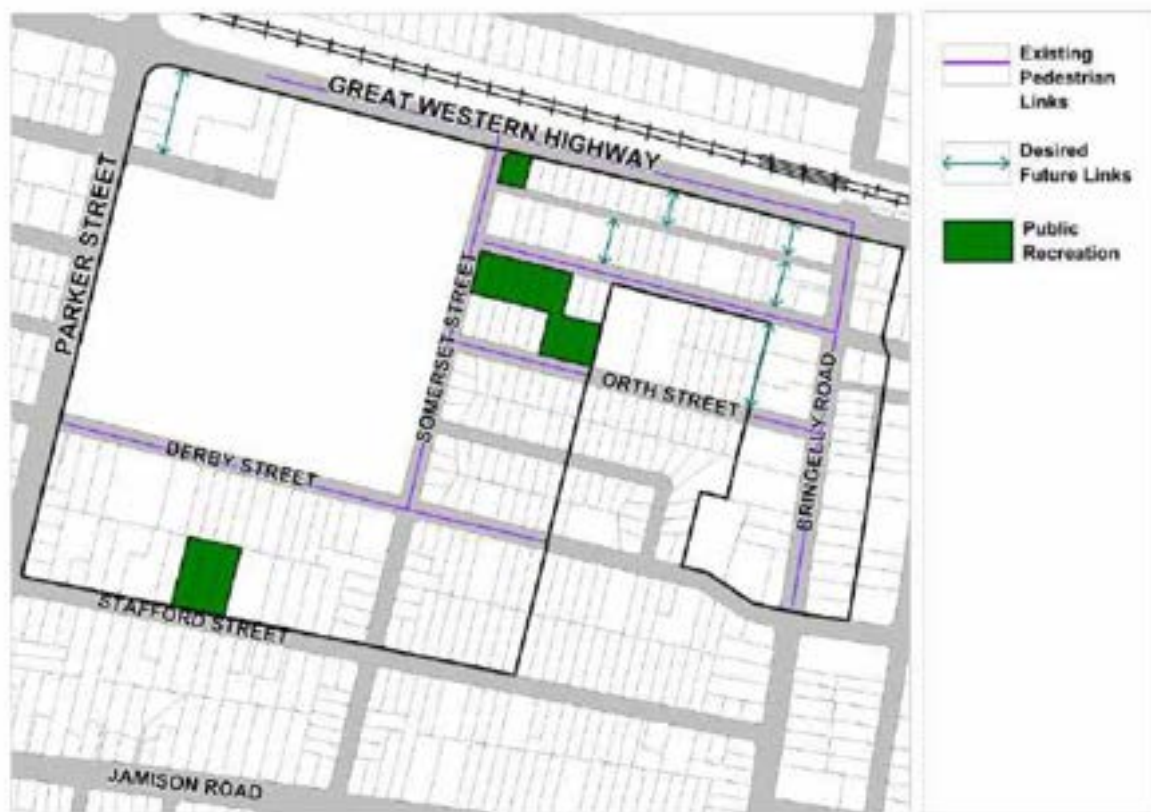 GREAT WESTERN HIGHWAY
PARKER STREET
SOMERSET STREET
ORTH STREET
BRINGELLY ROAD
DERBY STREET
STAFFORD STREET
JAMISON ROAD
Existing
Pedestrian
Links
Desired
Future Links
Public
Recreation